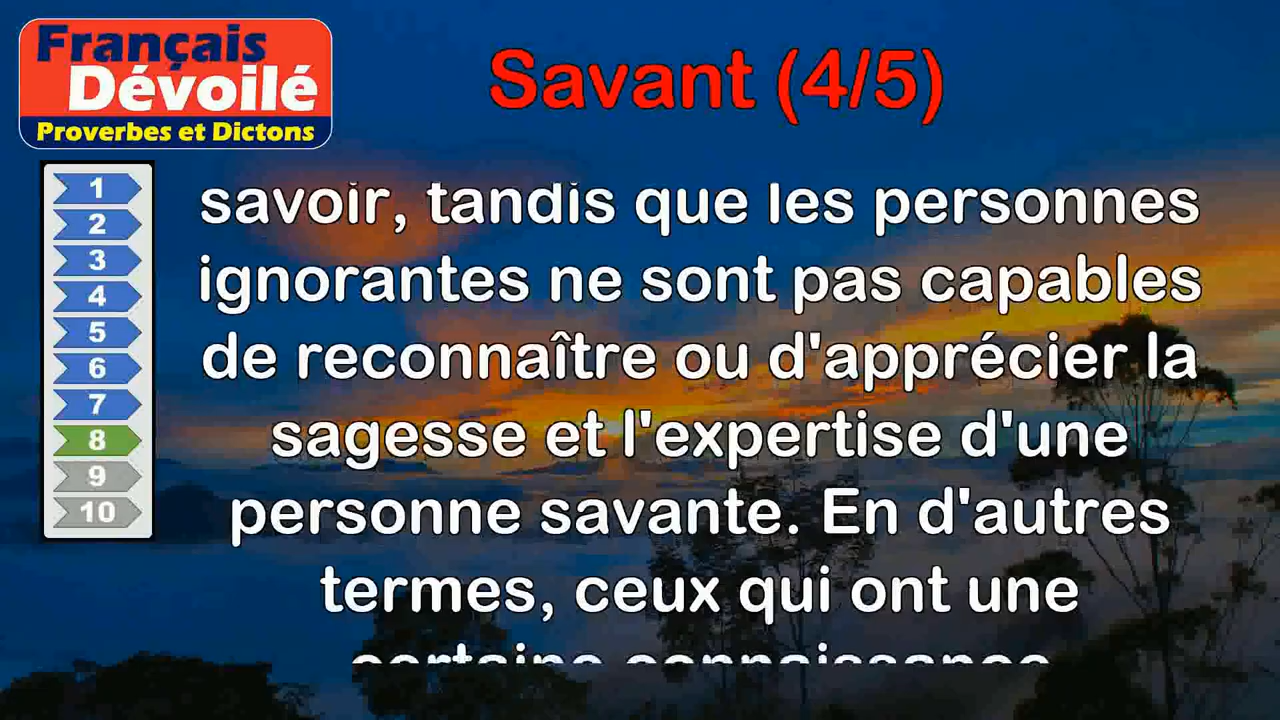 Français
Dévoilé
Proverbes et Dictons
Savant (4/5)
1
2
3
4
5
6
7
8
9
10
savoir, tandis que les personnes
ignorantes ne sont pas capables
de reconnaître ou d'apprécier la
sagesse et l'expertise d'une
personne savante. En d'autres
termes, ceux qui ont une
certaine connaissance